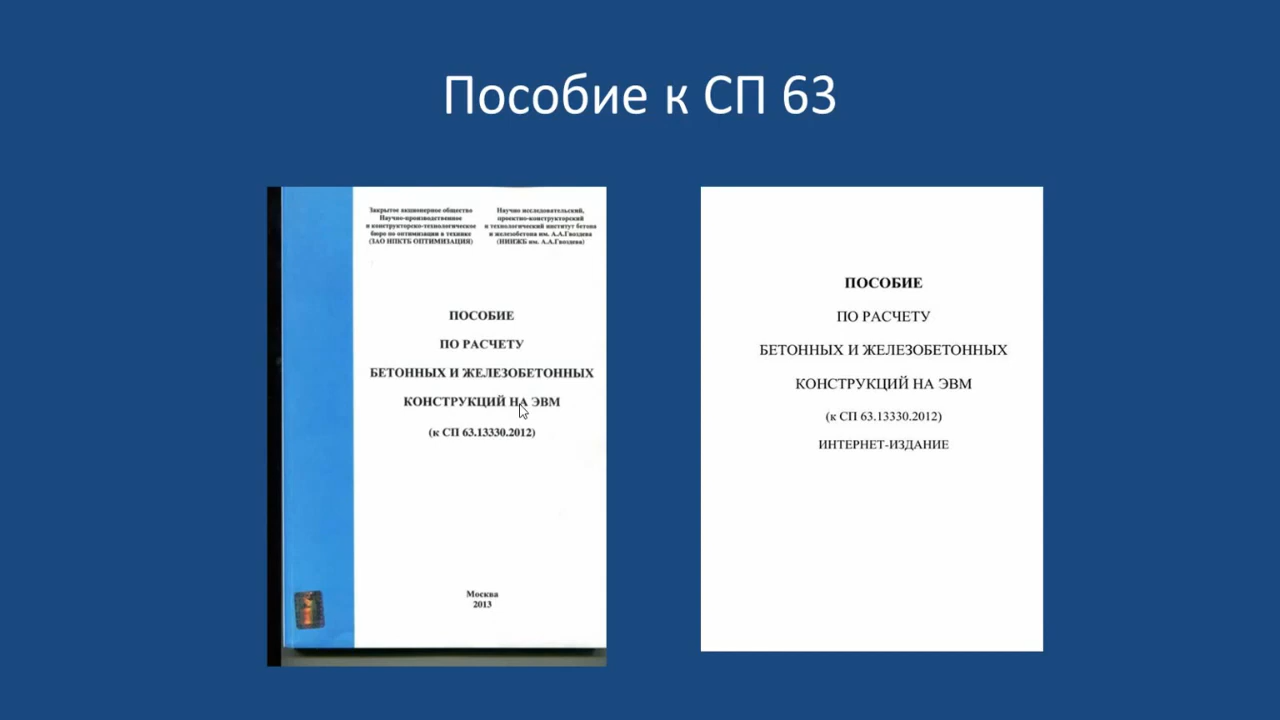 Пособие к СП 63
Закрытое акционерное общество
Научно-производственное
и конструкторско-технологическое
бюро по оптимизации в технике
(ЗАО НПКТБ ОПТИМИЗАЦИЯ)
Научно исследовательский,
проектно-конструкторский
и технологический институт бетона
и железобетона им. А.А.Гвоздева
(НИИЖБ им. А.А.Гвоздева)
ПОСОБИЕ
ПО РАСЧЕТУ
БЕТОННЫХ И ЖЕЛЕЗОБЕТОННЫХ
КОНСТРУКЦИЙ НА ЭВМ
(к СП 63.13330.2012)
Москва
2013
ПОСОБИЕ
ПО РАСЧЕТУ
БЕТОННЫХ И ЖЕЛЕЗОБЕТОННЫХ
КОНСТРУКЦИЙ НА ЭВМ
(к СП 63.13330.2012)
ИНТЕРНЕТ-ИЗДАНИЕ